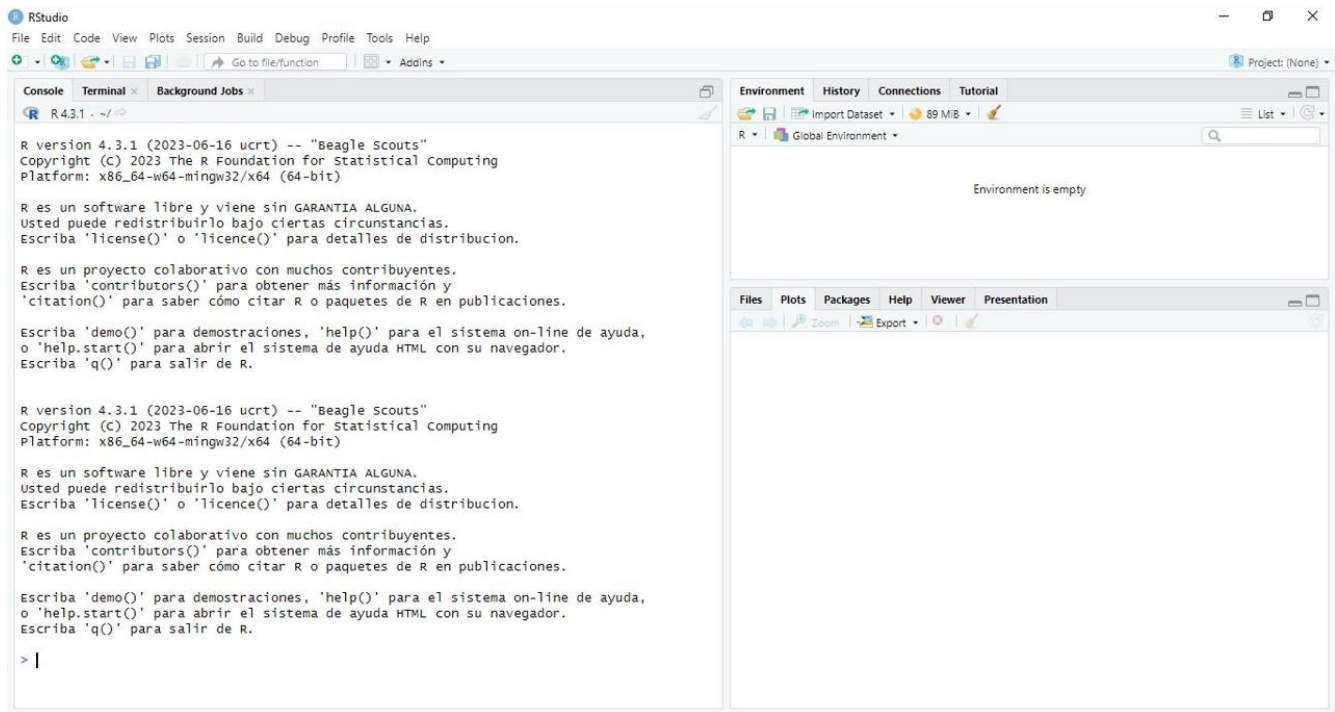 RStudio
File Edit Code View Plots Session Build Debug Profile Tools Help
Go to file/function Addins Project: (None)
Console Terminal Background Jobs
R 4.3.1 · ~/
R version 4.3.1 (2023-06-16 ucrt) -- "Beagle Scouts"
Copyright (C) 2023 The R Foundation for Statistical Computing
Platform: x86_64-w64-mingw32/x64 (64-bit)
R es un software libre y viene sin GARANTIA ALGUNA.
Usted puede redistribuirlo bajo ciertas circunstancias.
Escriba 'license()' o 'licence()' para detalles de distribucion.
R es un proyecto colaborativo con muchos contribuyentes.
Escriba 'contributors()' para obtener más información y
'citation()' para saber cómo citar R o paquetes de R en publicaciones.
Escriba 'demo()' para demostraciones, 'help()' para el sistema on-line de ayuda,
o 'help.start()' para abrir el sistema de ayuda HTML con su navegador.
Escriba 'q()' para salir de R.
R version 4.3.1 (2023-06-16 ucrt) -- "Beagle Scouts"
Copyright (C) 2023 The R Foundation for Statistical Computing
Platform: x86_64-w64-mingw32/x64 (64-bit)
R es un software libre y viene sin GARANTIA ALGUNA.
Usted puede redistribuirlo bajo ciertas circunstancias.
Escriba 'license()' o 'licence()' para detalles de distribucion.
R es un proyecto colaborativo con muchos contribuyentes.
Escriba 'contributors()' para obtener más información y
'citation()' para saber cómo citar R o paquetes de R en publicaciones.
Escriba 'demo()' para demostraciones, 'help()' para el sistema on-line de ayuda,
o 'help.start()' para abrir el sistema de ayuda HTML con su navegador.
Escriba 'q()' para salir de R.
>
Environment History Connections Tutorial
Import Dataset 89 MiB List
R Global Environment
Environment is empty
Files Plots Packages Help Viewer Presentation
Zoom Export